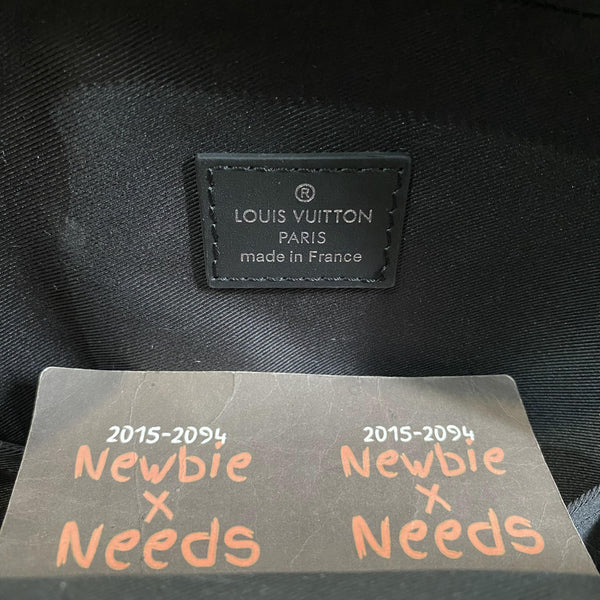 ®
LOUIS VUITTON
PARIS
made in France
2015-2094
Newbie
x
Needs
2015-2094
Newbie
x
Needs